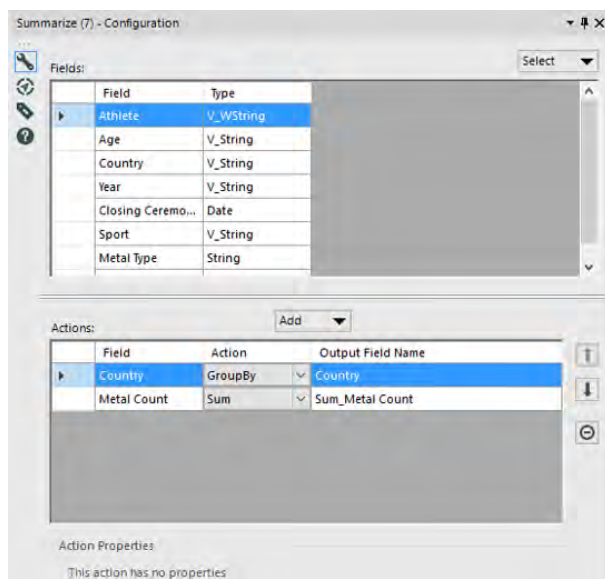 Summarize (7) - Configuration
Select
Fields:
Field Type
Athlete V_WString
Age V_String
Country V_String
Year V_String
Closing Ceremo... Date
Sport V_String
Metal Type String
Add
Actions:
Field Action Output Field Name
Country GroupBy Country
Metal Count Sum Sum_Metal Count
Action Properties
This action has no properties